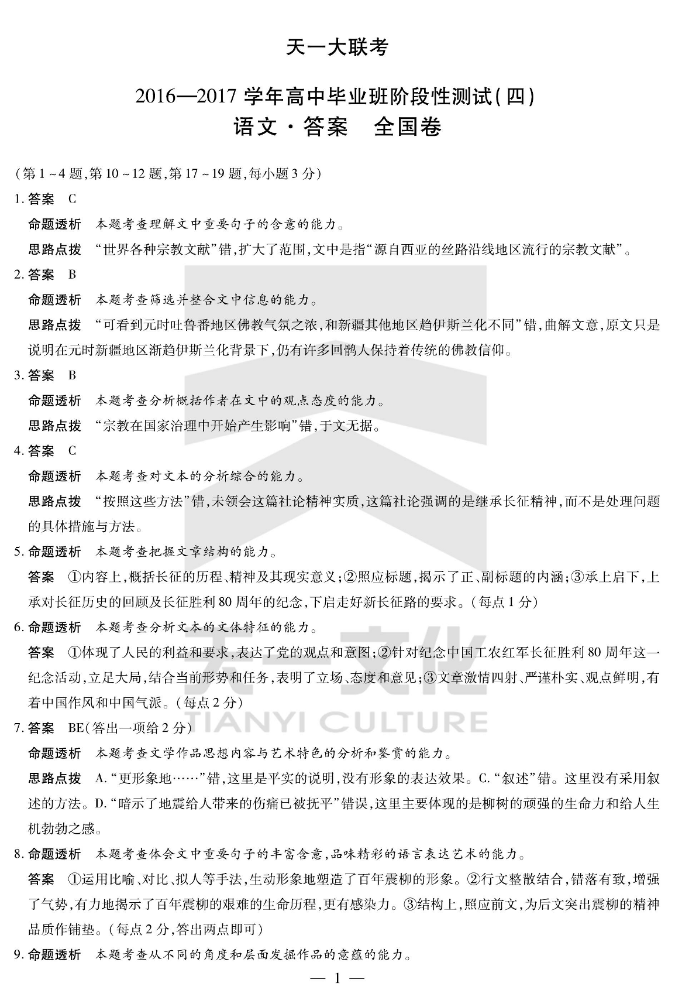 天一大联考
2016—2017 学年高中毕业班阶段性测试(四)
语文·答案　全国卷
(第 1 ~ 4 题,第 10 ~ 12 题,第 17 ~ 19 题,每小题 3 分)
1. 答案　C
命题透析　本题考查理解文中重要句子的含意的能力。
思路点拨　“世界各种宗教文献”错,扩大了范围,文中是指“源自西亚的丝路沿线地区流行的宗教文献”。
2. 答案　B
命题透析　本题考查筛选并整合文中信息的能力。
思路点拨　“可看到元时吐鲁番地区佛教气氛之浓,和新疆其他地区趋伊斯兰化不同”错,曲解文意,原文只是
说明在元时新疆地区渐趋伊斯兰化背景下,仍有许多回鹘人保持着传统的佛教信仰。
3. 答案　B
命题透析　本题考查分析概括作者在文中的观点态度的能力。
思路点拨　“宗教在国家治理中开始产生影响”错,于文无据。
4. 答案　C
命题透析　本题考查对文本的分析综合的能力。
思路点拨　“按照这些方法”错,未领会这篇社论精神实质,这篇社论强调的是继承长征精神,而不是处理问题
的具体措施与方法。
5. 命题透析　本题考查把握文章结构的能力。
答案　①内容上,概括长征的历程、精神及其现实意义;②照应标题,揭示了正、副标题的内涵;③承上启下,上
承对长征历史的回顾及长征胜利 80 周年的纪念,下启走好新长征路的要求。(每点 1 分)
6. 命题透析　本题考查分析文本的文体特征的能力。
答案　①体现了人民的利益和要求,表达了党的观点和意图;②针对纪念中国工农红军长征胜利 80 周年这一
纪念活动,立足大局,结合当前形势和任务,表明了立场、态度和意见;③文章激情四射、严谨朴实、观点鲜明,有
着中国作风和中国气派。(每点 2 分)
7. 答案　BE(答出一项给 2 分)
命题透析　本题考查文学作品思想内容与艺术特色的分析和鉴赏的能力。
思路点拨　A. “更形象地……”错,这里是平实的说明,没有形象的表达效果。C. “叙述”错。这里没有采用叙
述的方法。D. “暗示了地震给人带来的伤痛已被抚平”错误,这里主要体现的是柳树的顽强的生命力和给人生
机勃勃之感。
8. 命题透析　本题考查体会文中重要句子的丰富含意,品味精彩的语言表达艺术的能力。
答案　①运用比喻、对比、拟人等手法,生动形象地塑造了百年震柳的形象。②行文整散结合,错落有致,增强
了气势,有力地揭示了百年震柳的艰难的生命历程,更有感染力。③结构上,照应前文,为后文突出震柳的精神
品质作铺垫。(每点 2 分,答出两点即可)
9. 命题透析　本题考查从不同的角度和层面发掘作品的意蕴的能力。
— 1 —
天一文化
TIANYI CULTURE